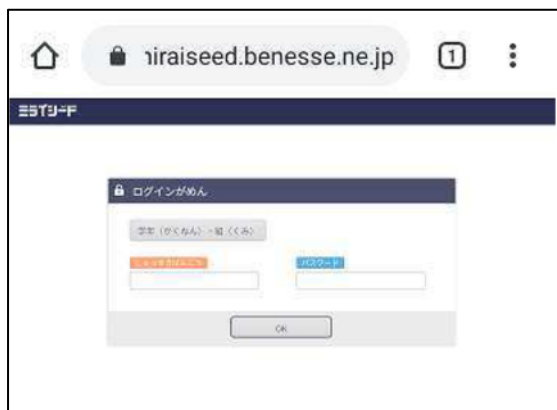 niraiseed.benesse.ne.jp
1
ミライシード
ログインがめん
学年（がくねん）・組（くみ）
しゅっせきばんごう
パスワード
OK